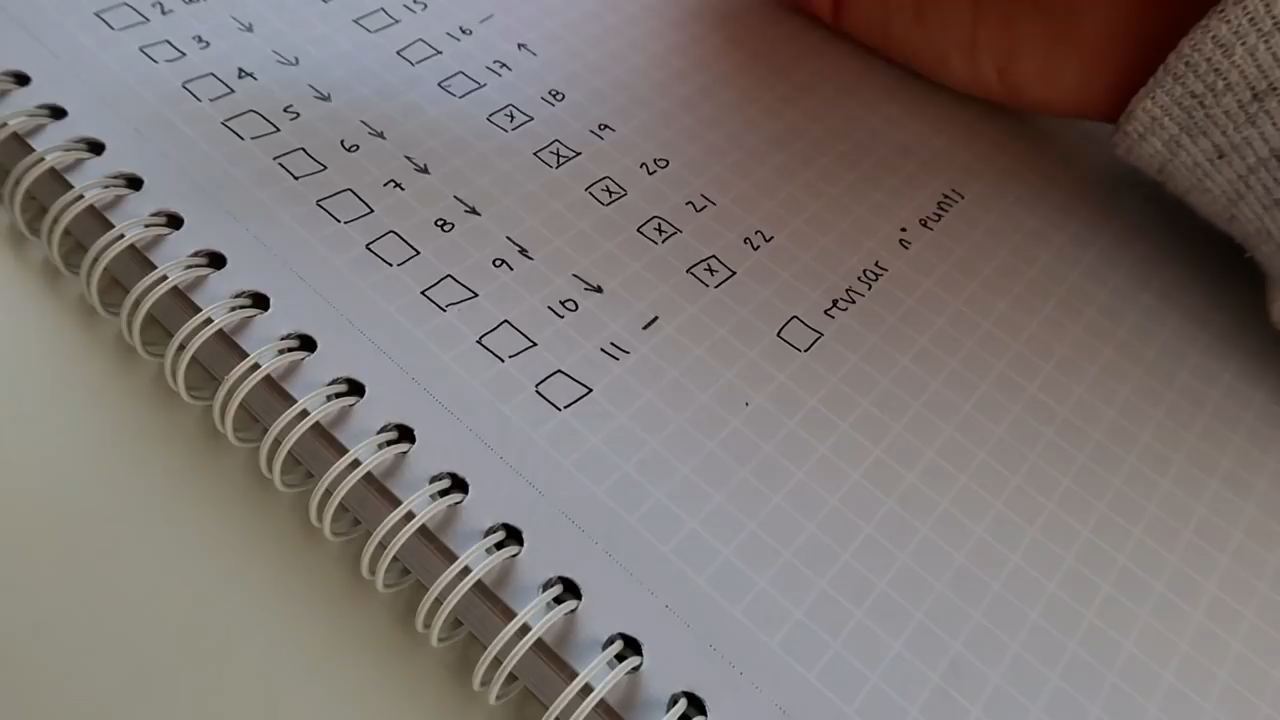 ☐ 2
☐ 3 ↘
☐ 4 ↘
☐ 5 ↘
☐ 6 ↘
☐ 7 ↘
☐ 8 ↘
☐ 9 ↘
☐ 10 ↘
☐ 11 –
☐ 15
☐ 16 –
☐ 17 ↑
☒ 18
☒ 19
☒ 20
☒ 21
☒ 22
☐ revisar n° punti